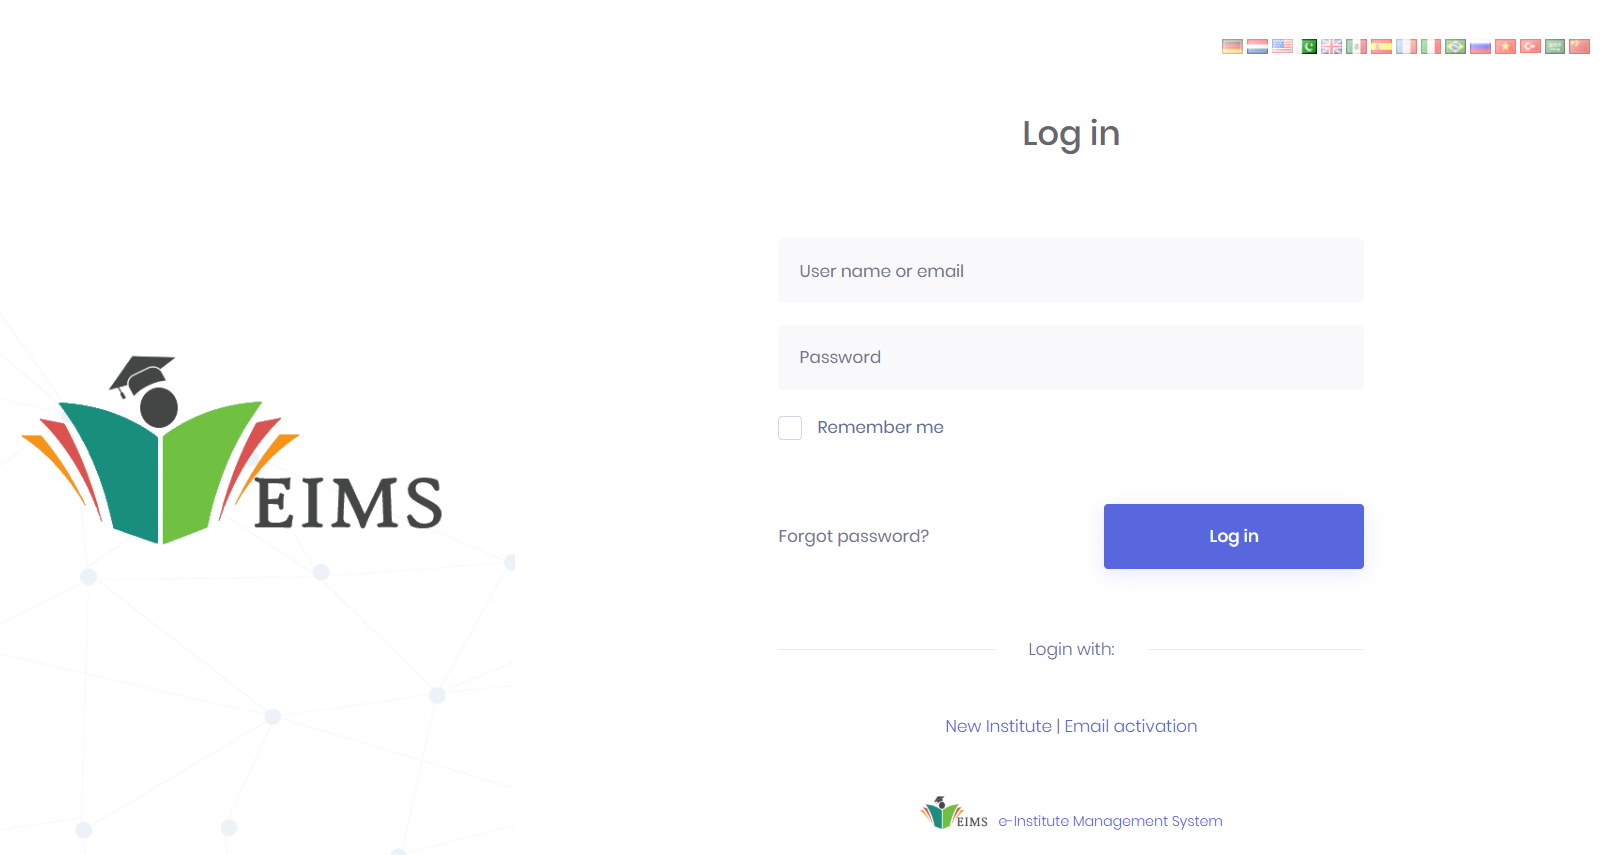 Log in
User name or email
Password
Remember me
EIMS
Forgot password?
Log in
Login with:
New Institute | Email activation
EIMS e-Institute Management System